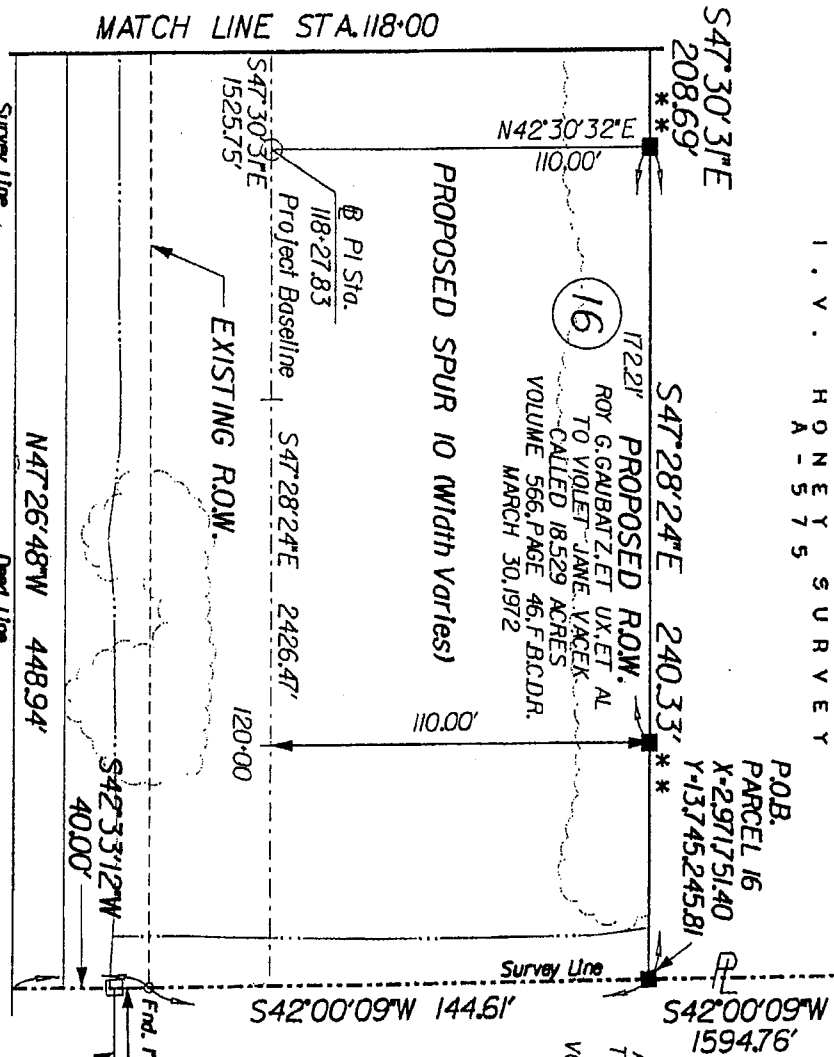 MATCH LINE STA. 118+00
S47°30'31"E
208.69'
**
I. V. HONEY SURVEY
A-575
N42°30'32"E
110.00'
S47°30'31"E
1525.75'
℄ PI Sta.
118+27.83
Project Baseline
PROPOSED SPUR 10 (Width Varies)
16
172.21'
S47°28'24"E 240.33'
**
PROPOSED R.O.W.
ROY G. GAUBATZ, ET UX, ET AL
TO VIOLET JANE VACEK
CALLED 18.529 ACRES
VOLUME 566, PAGE 46, F.B.C.D.R.
MARCH 30, 1972
EXISTING R.O.W.
S47°28'24"E 2426.47'
120+00
110.00'
P.O.B.
PARCEL 16
X=2,971,751.40
Y=13,745,245.81
PL
Survey Line
S42°00'09"W
1594.76'
S42°00'09"W 144.61'
S42°33'12"W
40.00'
Fnd.
N47°26'48"W 448.94'
Survey Line
Deed Line